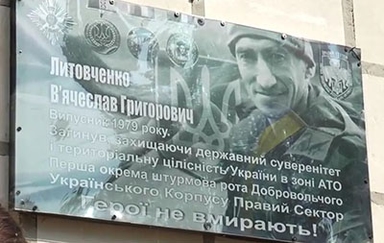 Литовченко
В'ячеслав Григорович
Випускник 1979 року.
Загинув, захищаючи державний суверенітет
і територіальну цілісність України в зоні АТО
Перша окрема штурмова рота Добровольчого
Українського Корпусу Правий Сектор
Герої не вмирають!